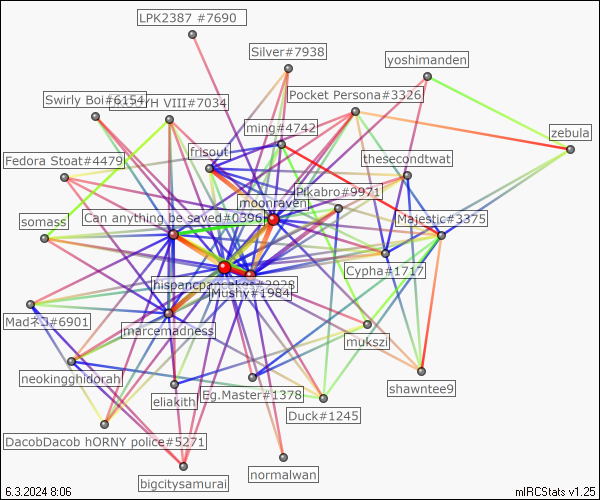 LPK2387 #7690
Silver#7938
yoshimanden
Pocket Persona#3326
Swirly Boi#6154
VIII#7034
ming#4742
zebula
frisout
thesecondtwat
Fedora Stoat#4479
Pikabro#9971
moonraven
somass
Can anything be saved#0396
Majestic#3375
Cypha#1717
Mushy#1984
Madネコ#6901
marcemadness
mukszi
neokingghidorah
shawntee9
eliakith
Eg.Master#1378
Duck#1245
DacobDacob hORNY police#5271
normalwan
bigcitysamurai
6.3.2024 8:06
mIRCStats v1.25